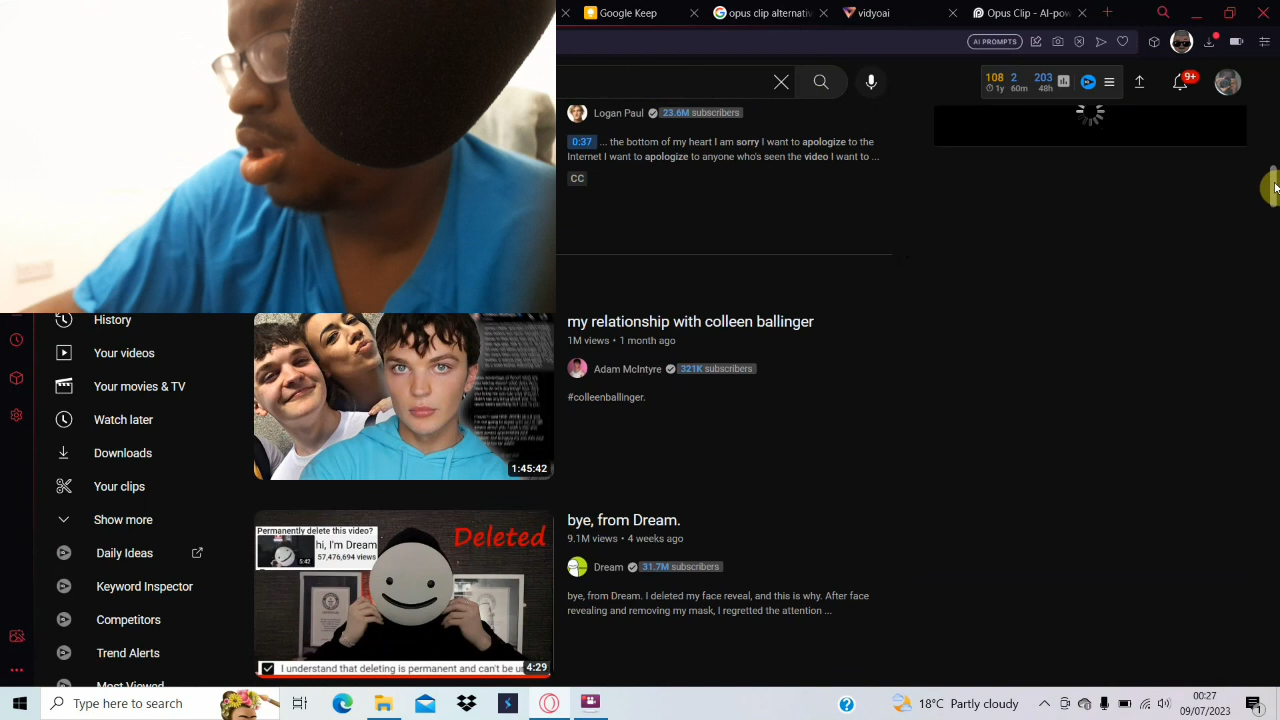 Google Keep
opus clip alternativ
vidyoai
Opus Clip - AI-pow
AI PROMPTS
108 2 203
1y 60m 48h
9+
Logan Paul 23.6M subscribers
0:37 ... the bottom of my heart I am sorry I want to apologize to the
Internet I want to apologize to anyone who's seen the video I want to ...
CC
History
Your videos
Your movies & TV
Watch later
Downloads
Your clips
Show more
Daily Ideas
Keyword Inspector
Competitors
Trend Alerts
1:45:42
my relationship with colleen ballinger
1M views • 1 month ago
Adam McIntyre 321K subscribers
#colleenballinger.
Permanently delete this video?
hi, I'm Dream
57,476,694 views
5:42
Deleted
I understand that deleting is permanent and can't be un
4:29
bye, from Dream.
9.1M views • 4 weeks ago
Dream 31.7M subscribers
bye, from Dream. I deleted my face reveal, and this is why. After face
revealing and removing my mask, I regretted the attention ...
Type here to search
09/09/2023